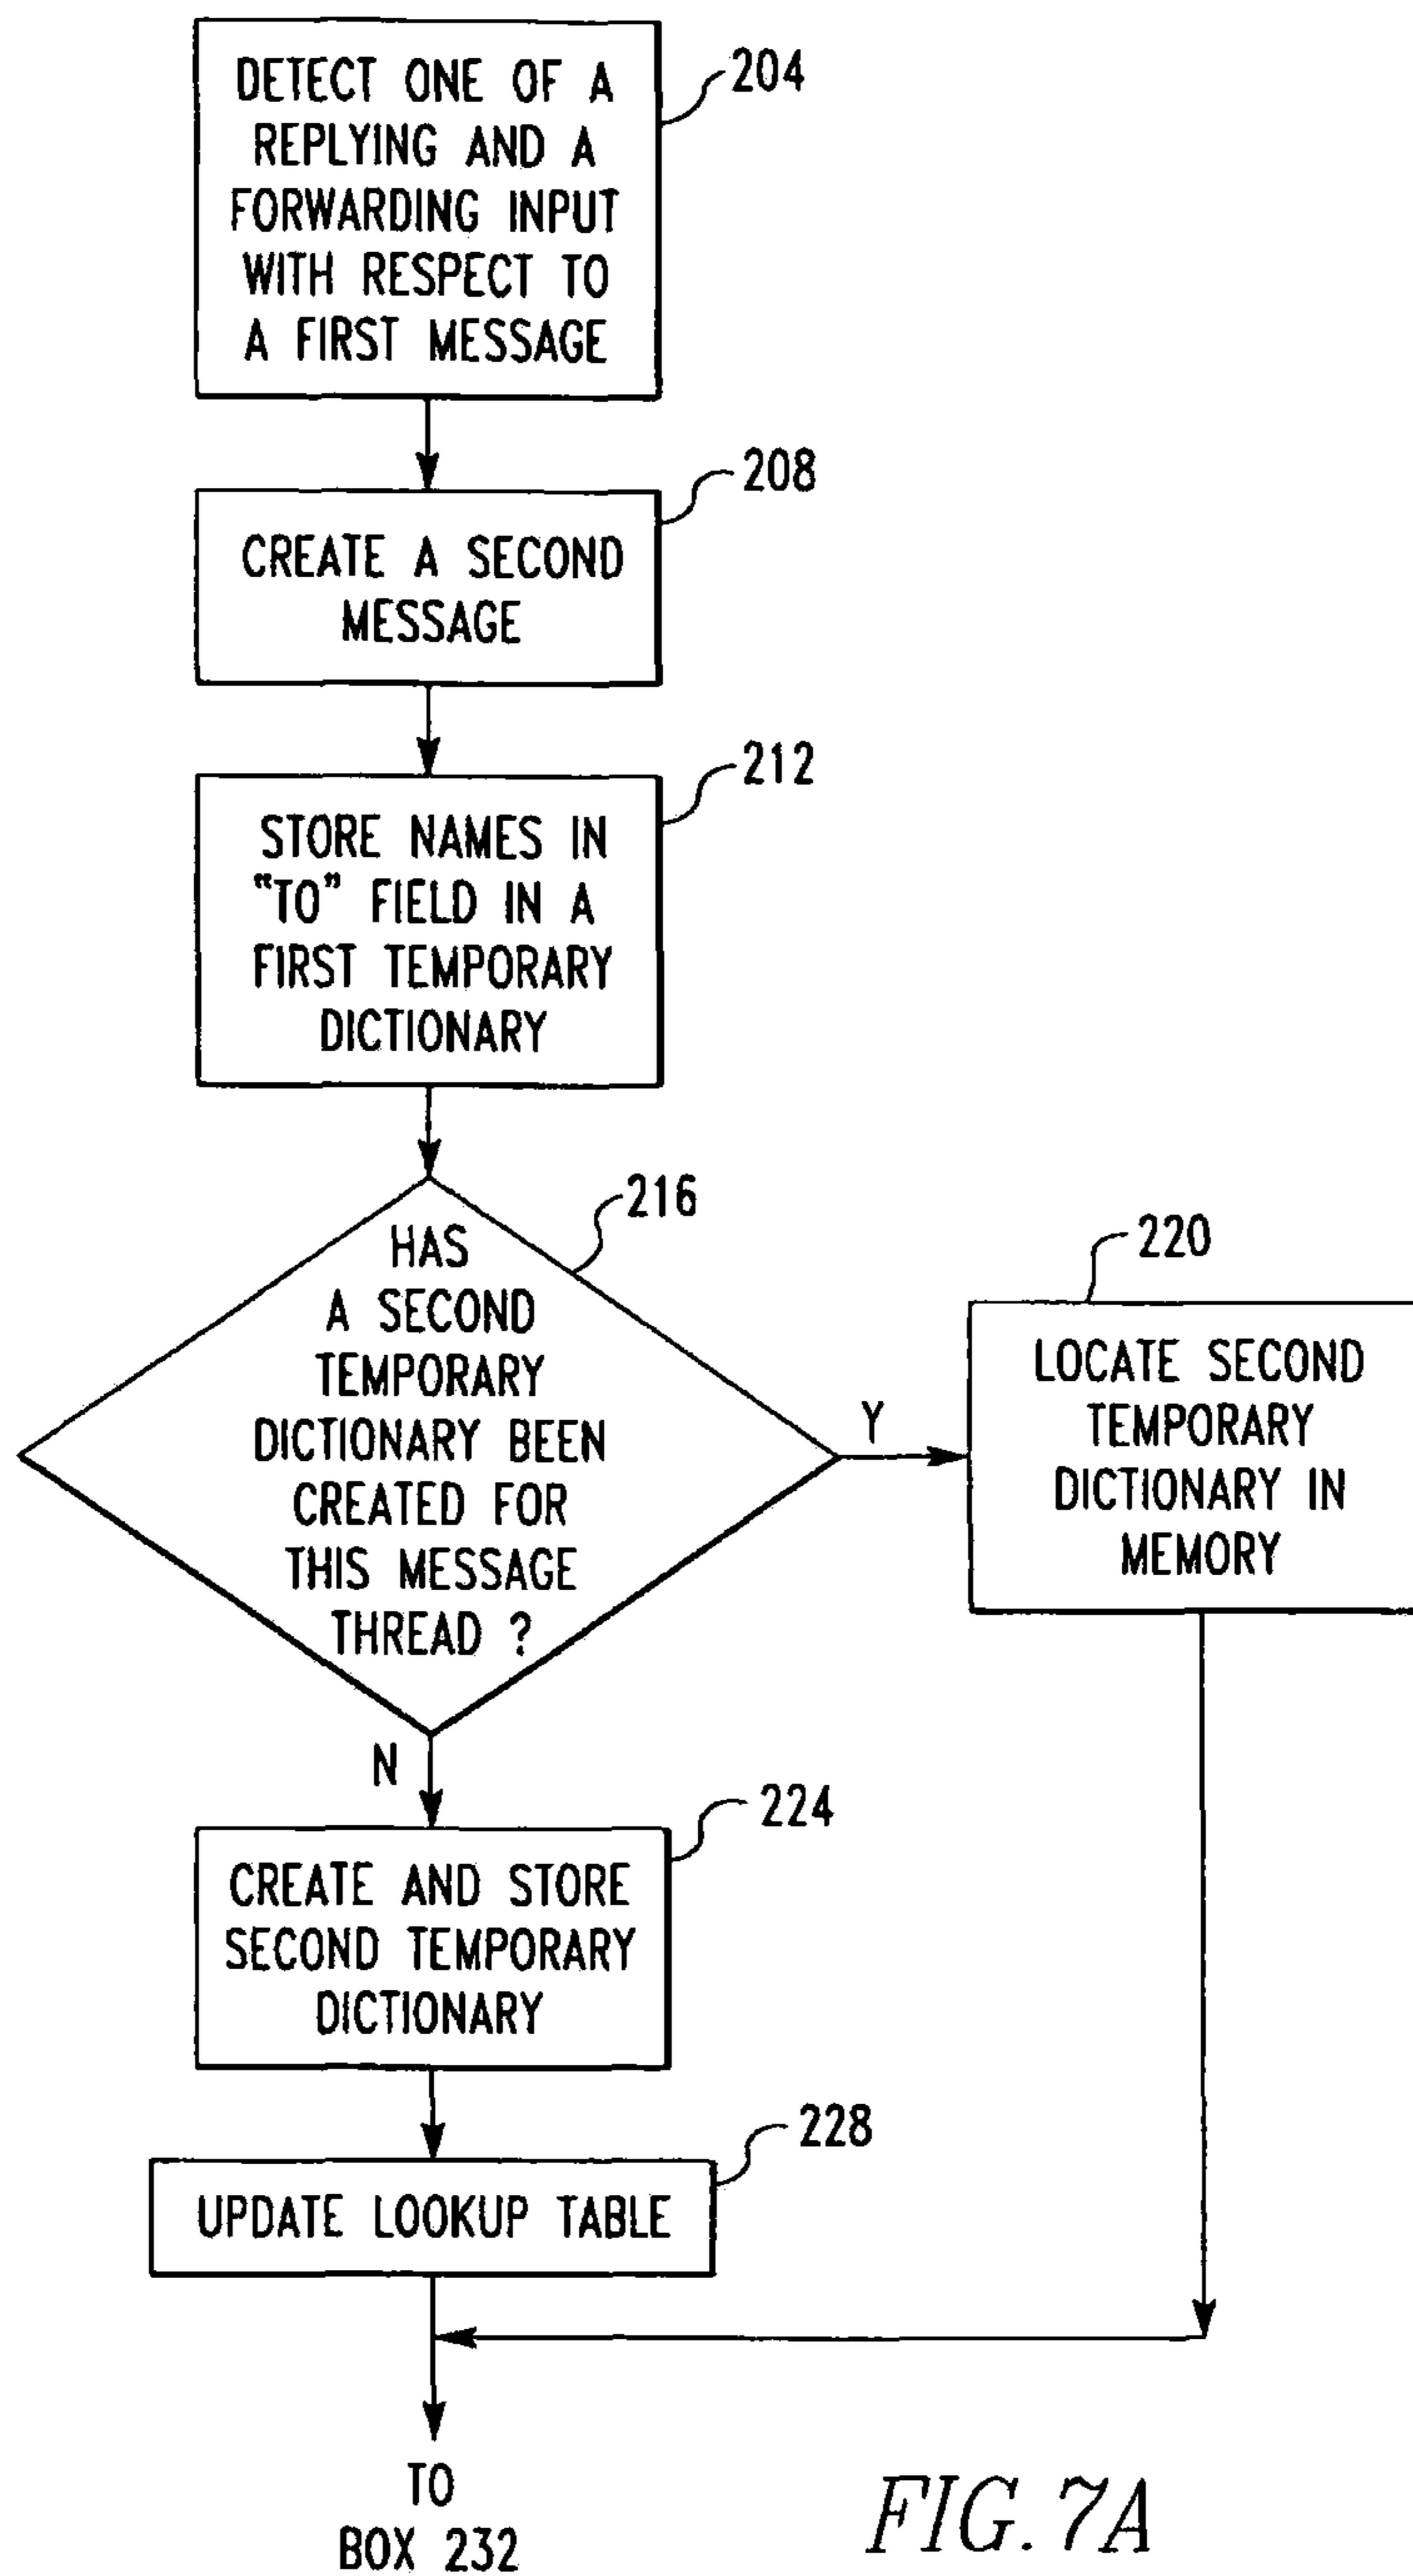 DETECT ONE OF A
REPLYING AND A
FORWARDING INPUT
WITH RESPECT TO
A FIRST MESSAGE
204
CREATE A SECOND
MESSAGE
208
STORE NAMES IN
"TO" FIELD IN A
FIRST TEMPORARY
DICTIONARY
212
HAS
A SECOND
TEMPORARY
DICTIONARY BEEN
CREATED FOR
THIS MESSAGE
THREAD ?
216
Y
220
LOCATE SECOND
TEMPORARY
DICTIONARY IN
MEMORY
N
224
CREATE AND STORE
SECOND TEMPORARY
DICTIONARY
228
UPDATE LOOKUP TABLE
TO
BOX 232
FIG. 7A